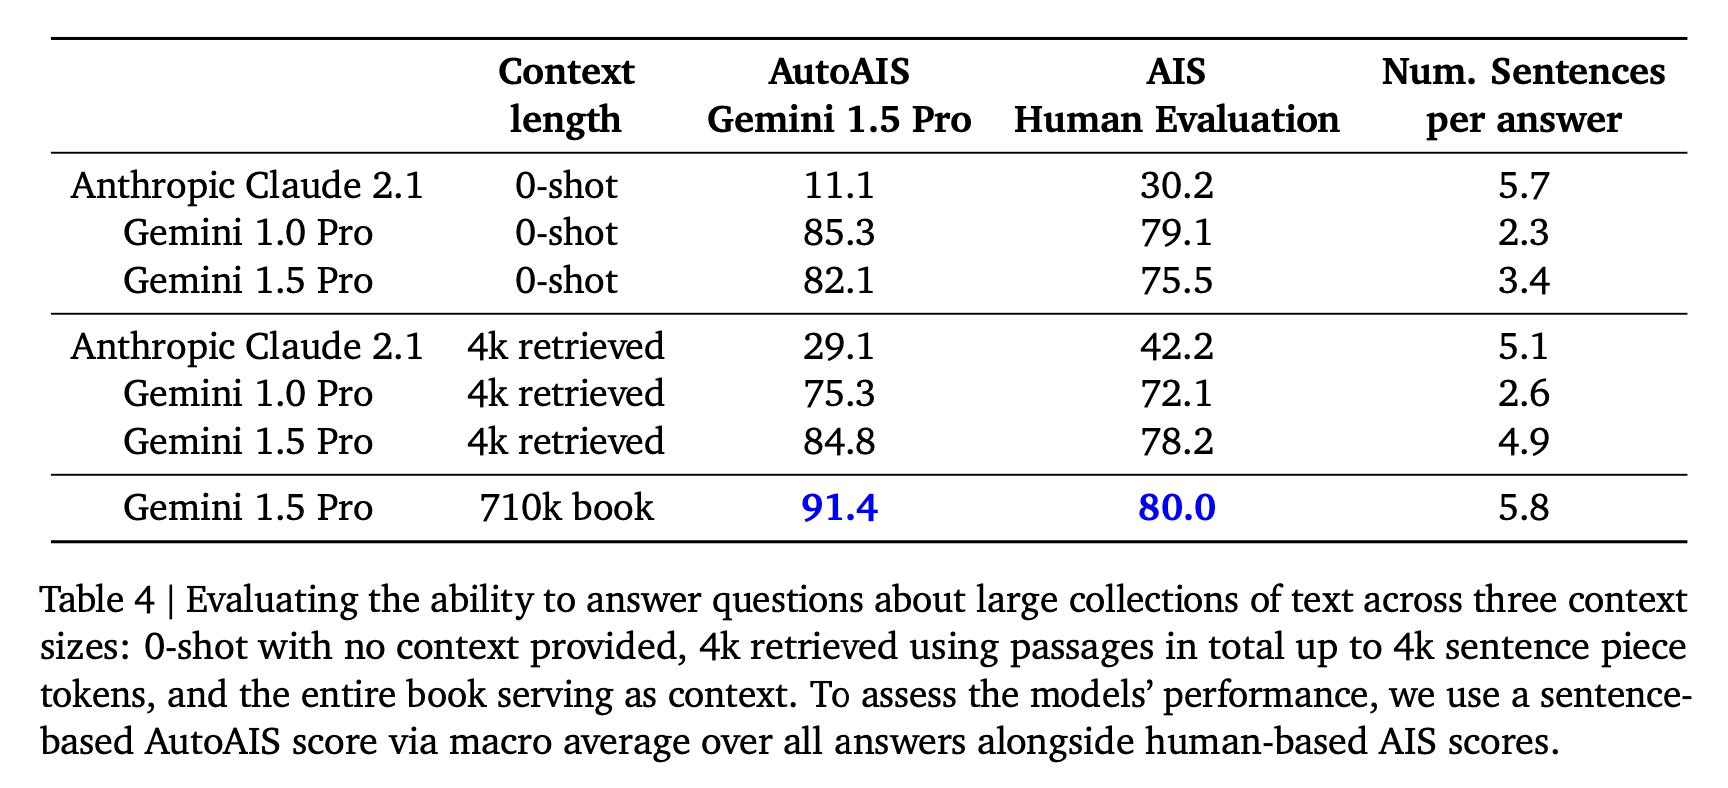 Context AutoAIS AIS Num. Sentences
length Gemini 1.5 Pro Human Evaluation per answer
Anthropic Claude 2.1 0-shot 11.1 30.2 5.7
Gemini 1.0 Pro 0-shot 85.3 79.1 2.3
Gemini 1.5 Pro 0-shot 82.1 75.5 3.4
Anthropic Claude 2.1 4k retrieved 29.1 42.2 5.1
Gemini 1.0 Pro 4k retrieved 75.3 72.1 2.6
Gemini 1.5 Pro 4k retrieved 84.8 78.2 4.9
Gemini 1.5 Pro 710k book 91.4 80.0 5.8
Table 4 | Evaluating the ability to answer questions about large collections of text across three context
sizes: 0-shot with no context provided, 4k retrieved using passages in total up to 4k sentence piece
tokens, and the entire book serving as context. To assess the models’ performance, we use a sentence-
based AutoAIS score via macro average over all answers alongside human-based AIS scores.